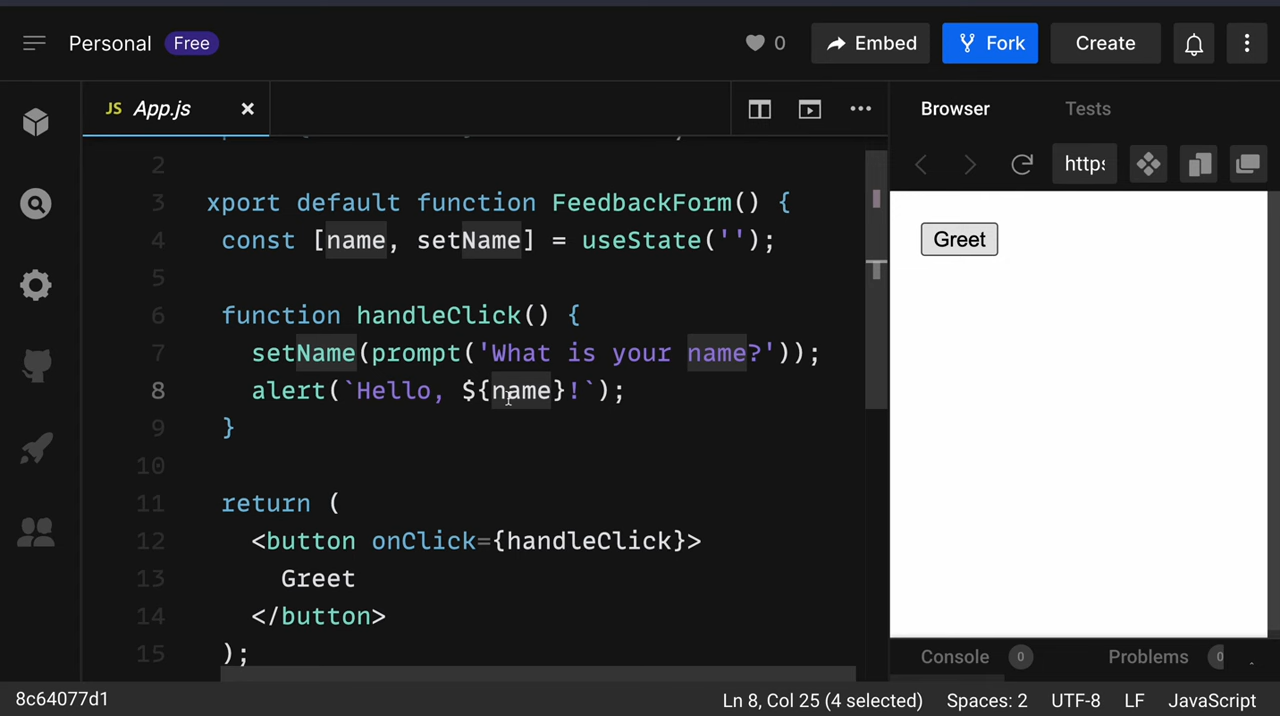 Personal Free 0 Embed Fork Create
JS App.js
Browser Tests
https
2
3 xport default function FeedbackForm() {
4 const [name, setName] = useState('');
5
6 function handleClick() {
7 setName(prompt('What is your name?'));
8 alert(`Hello, ${name}!`);
9 }
10
11 return (
12 <button onClick={handleClick}>
13 Greet
14 </button>
15 );
Greet
Console 0 Problems 0
8c64077d1 Ln 8, Col 25 (4 selected) Spaces: 2 UTF-8 LF JavaScript